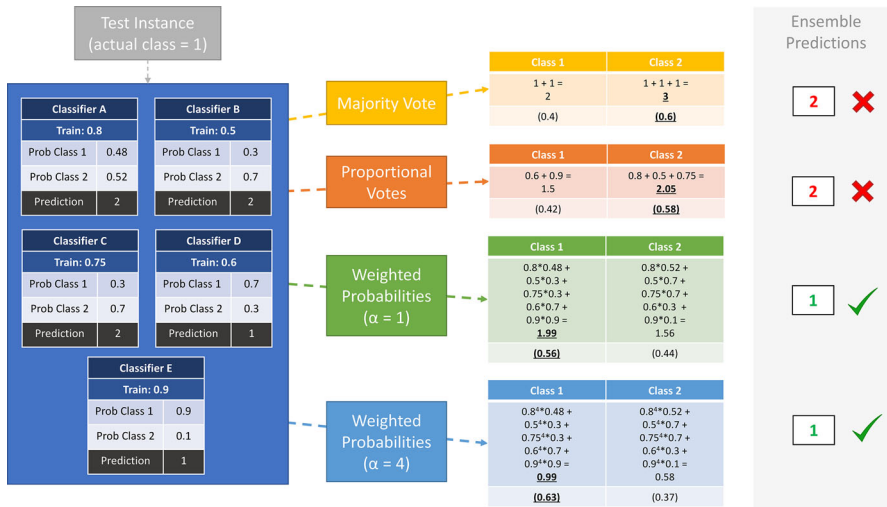 Test Instance
(actual class = 1)
Classifier A
Train: 0.8
Prob Class 1 0.48
Prob Class 2 0.52
Prediction 2
Classifier B
Train: 0.5
Prob Class 1 0.3
Prob Class 2 0.7
Prediction 2
Classifier C
Train: 0.75
Prob Class 1 0.3
Prob Class 2 0.7
Prediction 2
Classifier D
Train: 0.6
Prob Class 1 0.7
Prob Class 2 0.3
Prediction 1
Classifier E
Train: 0.9
Prob Class 1 0.9
Prob Class 2 0.1
Prediction 1
Majority Vote
Class 1 Class 2
1 + 1 = 1 + 1 + 1 =
2 3
(0.4) (0.6)
Proportional
Votes
Class 1 Class 2
0.6 + 0.9 = 0.8 + 0.5 + 0.75 =
1.5 2.05
(0.42) (0.58)
Weighted
Probabilities
(α = 1)
Class 1 Class 2
0.8*0.48 + 0.8*0.52 +
0.5*0.3 + 0.5*0.7 +
0.75*0.3 + 0.75*0.7 +
0.6*0.7 + 0.6*0.3 +
0.9*0.9 = 0.9*0.1 =
1.99 1.56
(0.56) (0.44)
Weighted
Probabilities
(α = 4)
Class 1 Class 2
0.8⁴*0.48 + 0.8⁴*0.52 +
0.5⁴*0.3 + 0.5⁴*0.7 +
0.75⁴*0.3 + 0.75⁴*0.7 +
0.6⁴*0.7 + 0.6⁴*0.3 +
0.9⁴*0.9 = 0.9⁴*0.1 =
0.99 0.58
(0.63) (0.37)
Ensemble
Predictions
2
2
1
1